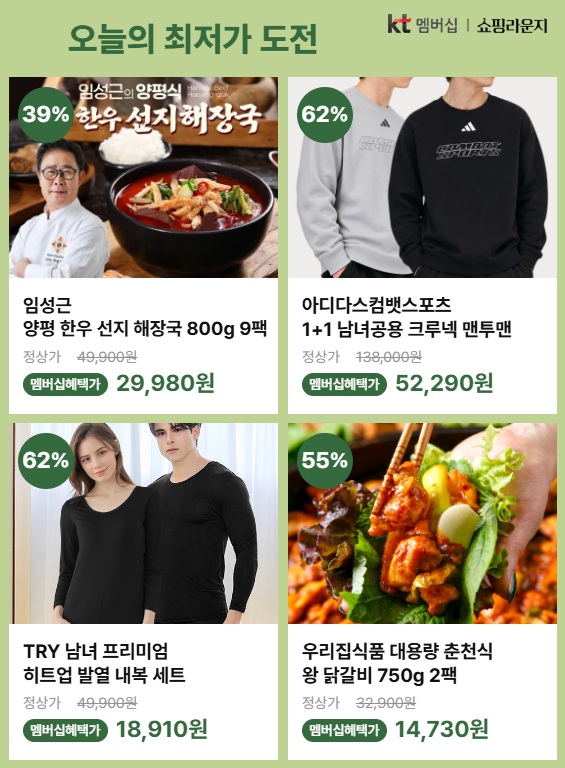 오늘의 최저가 도전
kt 멤버십 | 쇼핑라운지
39%
임성근의 양평식
한우 선지해장국
62%
COMBAT
SPORTS
COMBAT
SPORTS
임성근
양평 한우 선지 해장국 800g 9팩
정상가 49,900원
멤버십혜택가 29,980원
아디다스컴뱃스포츠
1+1 남녀공용 크루넥 맨투맨
정상가 138,000원
멤버십혜택가 52,290원
62%
TRY 남녀 프리미엄
히트업 발열 내복 세트
정상가 49,900원
멤버십혜택가 18,910원
55%
우리집식품 대용량 춘천식
왕 닭갈비 750g 2팩
정상가 32,900원
멤버십혜택가 14,730원